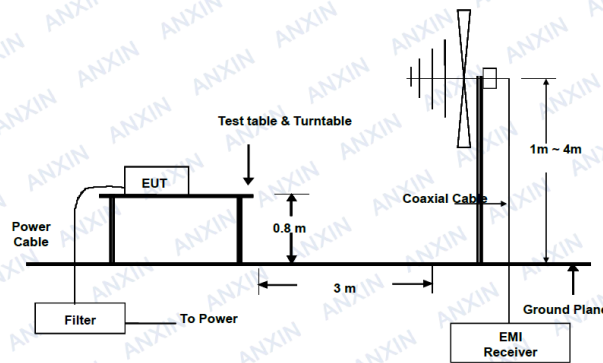 ANXIN
Test table & Turntable
1m ~ 4m
EUT
Coaxial Cable
Power
Cable
0.8 m
3 m
Filter
To Power
Ground Plane
EMI
Receiver